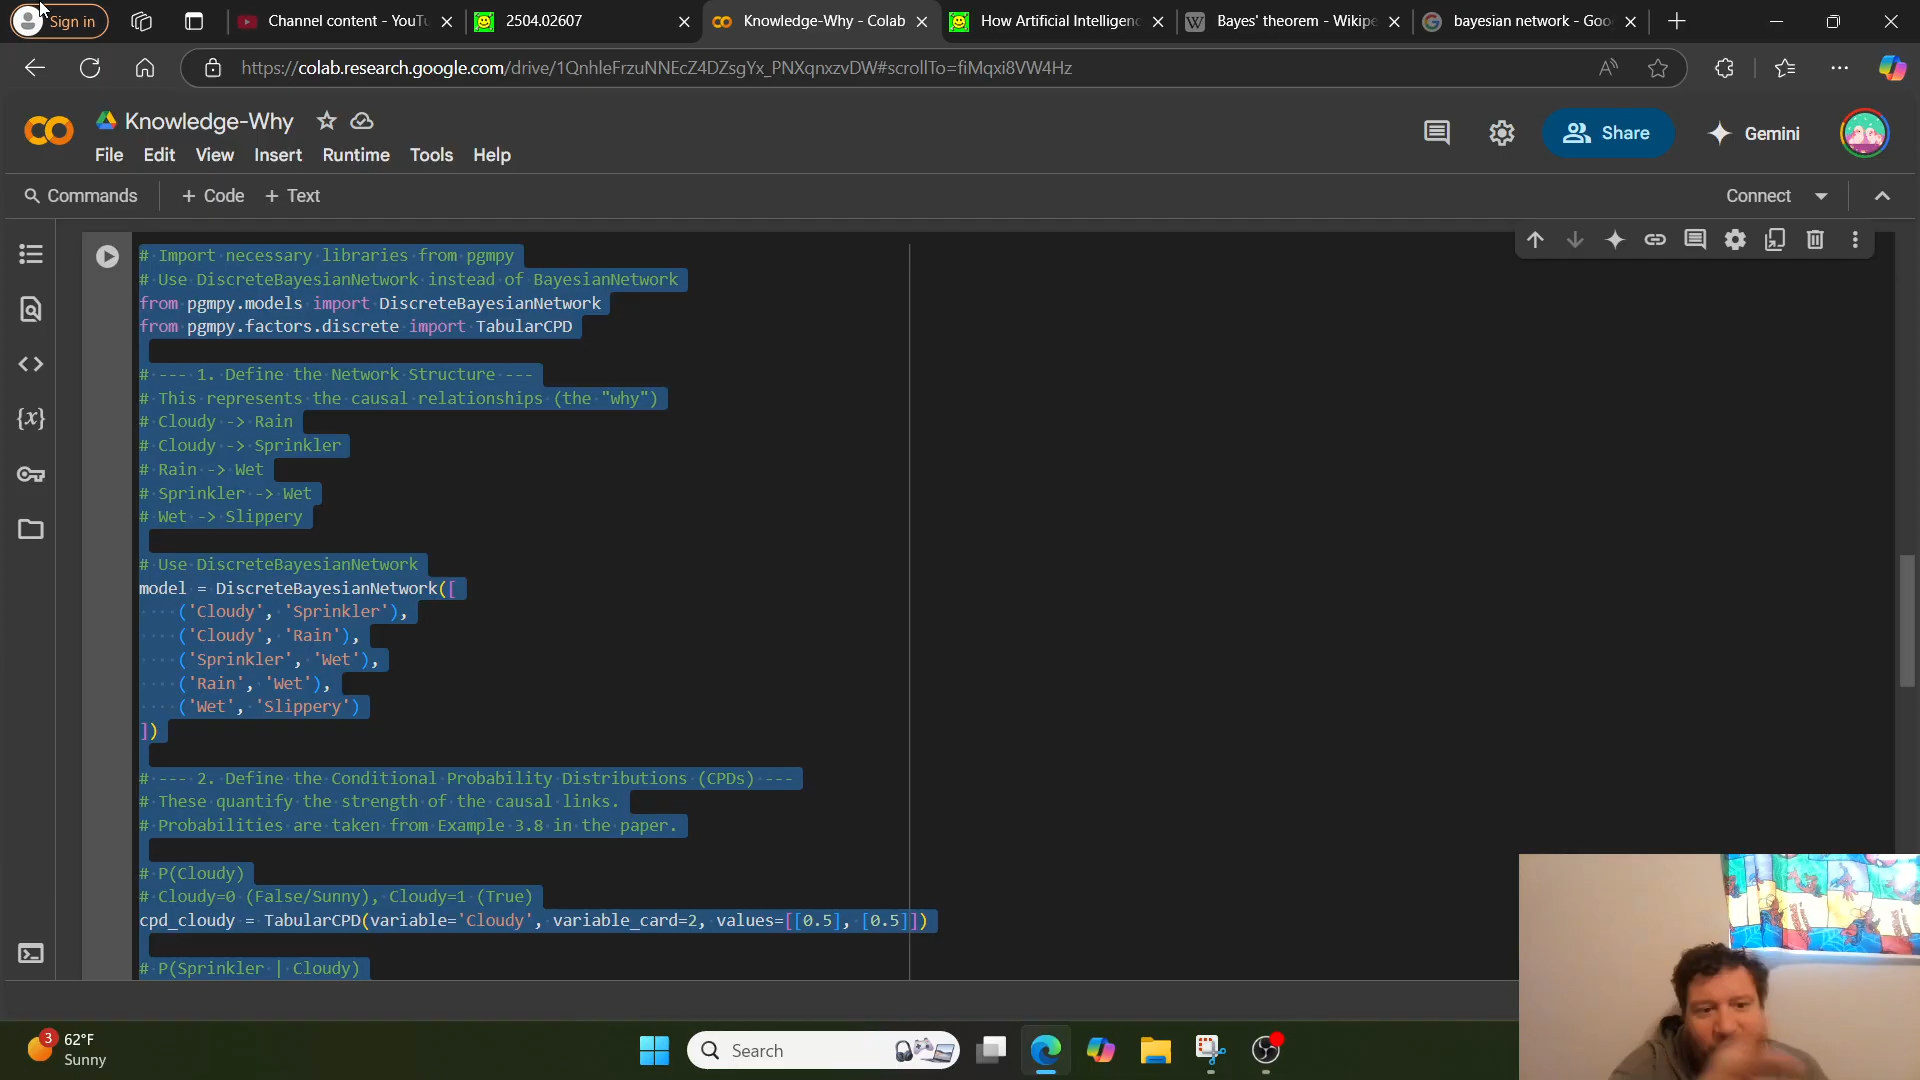 Sign in
Channel content - YouTu
2504.02607
Knowledge-Why - Colab
How Artificial Intelligenc
Bayes' theorem - Wikipe
bayesian network - Goo
https://colab.research.google.com/drive/1QnhleFrzuNNEcZ4DZsgYx_PNXqnxzvDW#scrollTo=fiMqxi8VW4Hz
Knowledge-Why
File Edit View Insert Runtime Tools Help
Share
Gemini
Commands + Code + Text
Connect
# Import necessary libraries from pgmpy
# Use DiscreteBayesianNetwork instead of BayesianNetwork
from pgmpy.models import DiscreteBayesianNetwork
from pgmpy.factors.discrete import TabularCPD
# --- 1. Define the Network Structure ---
# This represents the causal relationships (the "why")
# Cloudy -> Rain
# Cloudy -> Sprinkler
# Rain -> Wet
# Sprinkler -> Wet
# Wet -> Slippery
# Use DiscreteBayesianNetwork
model = DiscreteBayesianNetwork([
('Cloudy', 'Sprinkler'),
('Cloudy', 'Rain'),
('Sprinkler', 'Wet'),
('Rain', 'Wet'),
('Wet', 'Slippery')
])
# --- 2. Define the Conditional Probability Distributions (CPDs) ---
# These quantify the strength of the causal links.
# Probabilities are taken from Example 3.8 in the paper.
# P(Cloudy)
# Cloudy=0 (False/Sunny), Cloudy=1 (True)
cpd_cloudy = TabularCPD(variable='Cloudy', variable_card=2, values=[[0.5], [0.5]])
# P(Sprinkler | Cloudy)
3
62°F
Sunny
Search